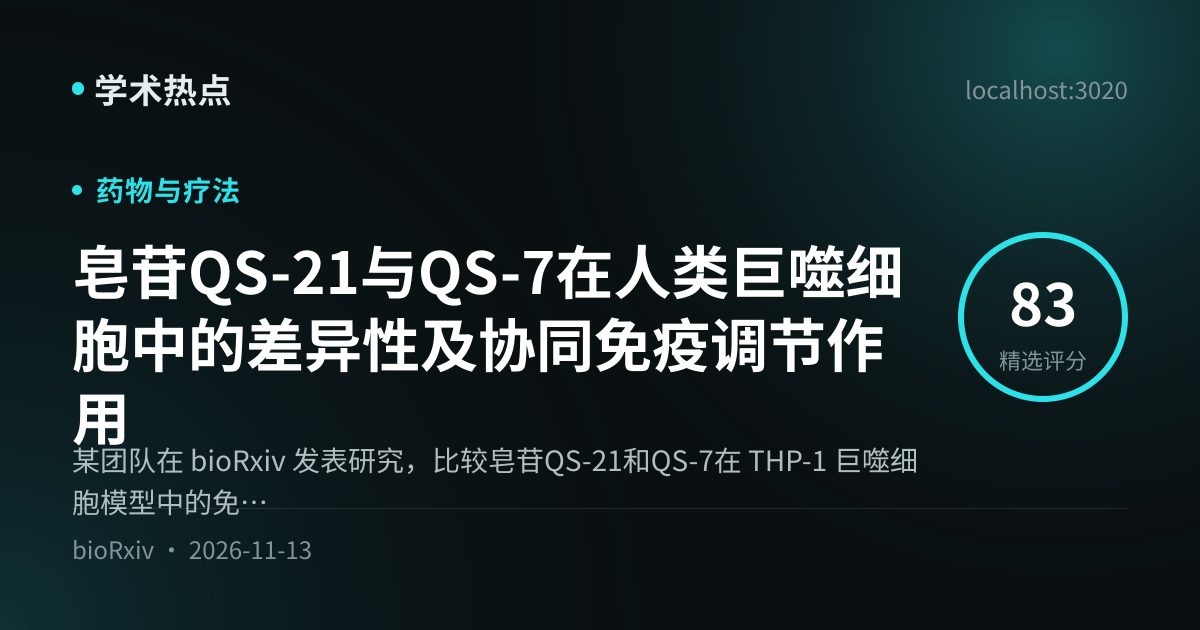 学术热点
localhost:3020
药物与疗法
皂苷QS-21与QS-7在人类巨噬细
胞中的差异性及协同免疫调节作
用
83
精选评分
某团队在 bioRxiv 发表研究，比较皂苷QS-21和QS-7在 THP-1 巨噬细
胞模型中的免…
bioRxiv • 2026-11-13